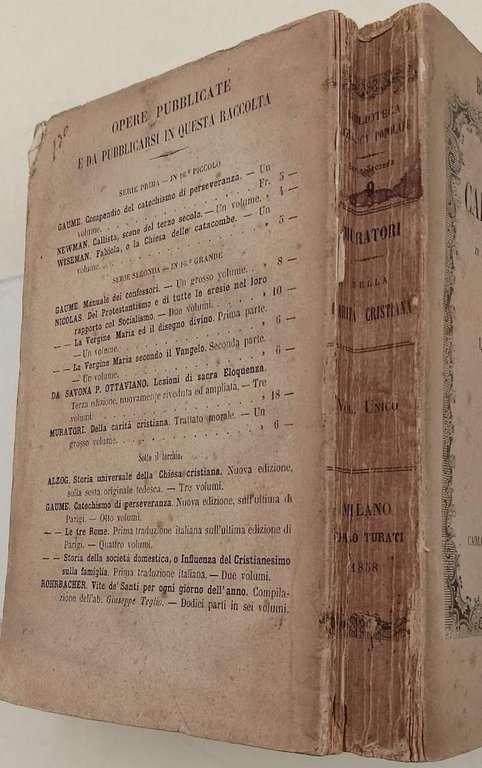 OPERE PUBBLICATE
E DA PUBBLICARSI IN QUESTA RACCOLTA
SERIE PRIMA — IN 16.º PICCOLO
GAUME. Compendio del catechismo di perseveranza. — Un
volume. Fr. 5 —
NEWMAN. Callista, scene del terzo secolo. — Un volume. » 4 —
WISEMAN. Fabiola, o la Chiesa delle catacombe. — Un
volume. » 5 —
SERIE SECONDA — IN 16.º GRANDE
GAUME. Manuale dei confessori. — Un grosso volume. » 8 —
NICOLAS. Del Protestantismo e di tutte le eresie nel loro
rapporto col Socialismo. — Due volumi. » 10 —
— — La Vergine Maria ed il disegno divino. Prima parte.
— Un volume. » 6 —
— — La Vergine Maria secondo il Vangelo. Seconda parte.
— Un volume. » 6 —
DA SAVONA P. OTTAVIANO. Lezioni di sacra Eloquenza.
Terza edizione, nuovamente riveduta ed ampliata. — Tre
volumi. » 18 —
MURATORI. Della carità cristiana. Trattato morale. — Un
grosso volume. » 6 —
Sotto il torchio.
ALZOG. Storia universale della Chiesa cristiana. Nuova edizione,
sulla sesta originale tedesca. — Tre volumi.
GAUME. Catechismo di perseveranza. Nuova edizione, sull'ultima di
Parigi. — Otto volumi.
— — Le tre Rome. Prima traduzione italiana sull'ultima edizione di
Parigi. — Quattro volumi.
— — Storia della società domestica, o Influenza del Cristianesimo
sulla famiglia. Prima traduzione italiana. — Due volumi.
ROHRBACHER. Vite de' Santi per ogni giorno dell'anno. Compilazione
dell'ab. Giuseppe Teglio. — Dodici parti in sei volumi.
BIBLIOTECA
POPOLARE
Serie Seconda
MURATORI
DELLA
CARITÀ CRISTIANA
VOL. UNICO
MILANO
CARLO TURATI
1858
CARLO